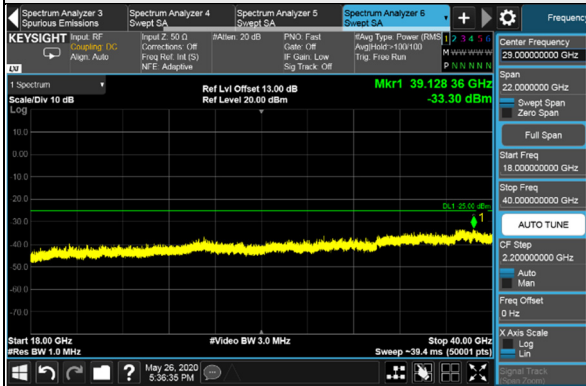 Spectrum Analyzer 3
Spurious Emissions
Spectrum Analyzer 4
Swept SA
Spectrum Analyzer 5
Swept SA
Spectrum Analyzer 6
Swept SA
+
Frequency
KEYSIGHT
Input: RF
Coupling: DC
Align: Auto
Input Z: 50 Ω
Corrections: Off
Freq Ref: Int (S)
NFE: Adaptive
#Atten: 20 dB
PNO: Fast
Gate: Off
IF Gain: Low
Sig Track: Off
#Avg Type: Power (RMS
Avg|Hold:>100/100
Trig: Free Run
1 2 3 4 5 6
M W W W W W
P N N N N N
LXI
Center Frequency
29.000000000 GHz
Span
22.0000000 GHz
Swept Span
Zero Span
Full Span
Start Freq
18.000000000 GHz
Stop Freq
40.000000000 GHz
AUTO TUNE
CF Step
2.200000000 GHz
Auto
Man
Freq Offset
0 Hz
X Axis Scale
Log
Lin
Signal Track
(Span Zoom)
1 Spectrum
Scale/Div 10 dB
Ref Lvl Offset 13.00 dB
Ref Level 20.00 dBm
Mkr1 39.128 36 GHz
-33.30 dBm
Log
10.0
0.00
-10.0
-20.0
-30.0
-40.0
-50.0
-60.0
-70.0
DL1 -25.00 dBm
1
Start 18.00 GHz
#Res BW 1.0 MHz
#Video BW 3.0 MHz
Stop 40.00 GHz
Sweep ~39.4 ms (50001 pts)
?
May 26, 2020
5:36:35 PM